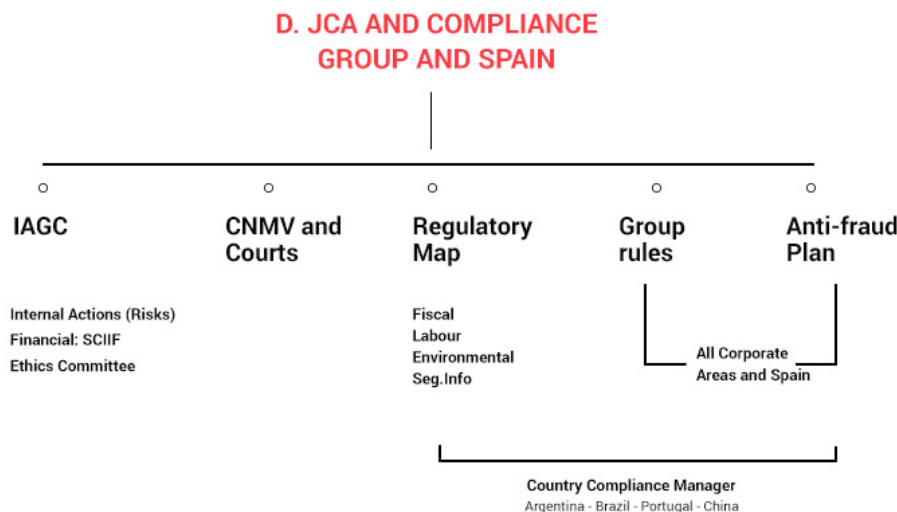 D. JCA AND COMPLIANCE
GROUP AND SPAIN
IAGC
CNMV and
Courts
Regulatory
Map
Group
rules
Anti-fraud
Plan
Internal Actions (Risks)
Financial: SCIIF
Ethics Committee
Fiscal
Labour
Environmental
Seg.Info
All Corporate
Areas and Spain
Country Compliance Manager
Argentina - Brazil - Portugal - China